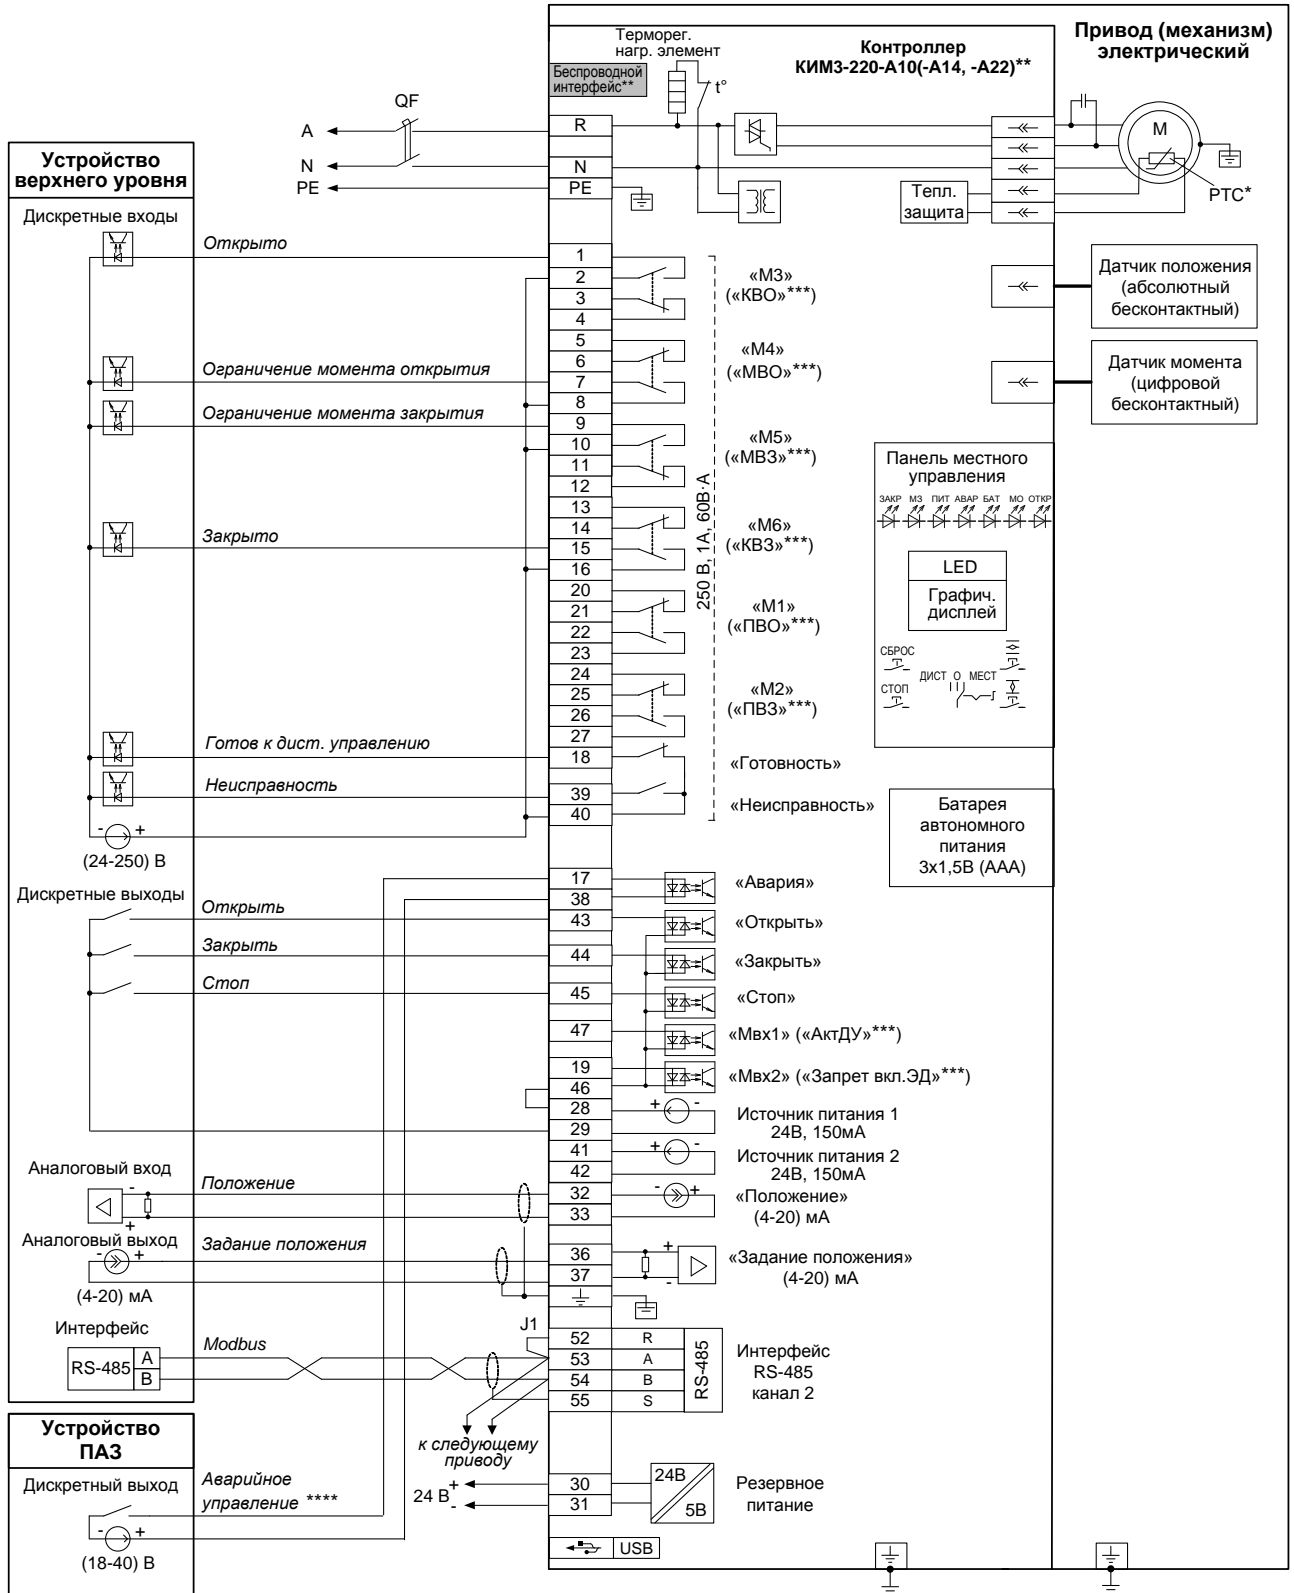 Терморег.
нагр. элемент
Контроллер
КИМ3-220-А10(-А14, -А22)**
Привод (механизм)
электрический
Беспроводной
интерфейс**
t°
QF
A
R
N
N
PE
PE
M
PTC*
Тепл.
защита
Устройство
верхнего уровня
Дискретные входы
Открыто
1
2
3
4
«М3»
(«КВО»***)
Датчик положения
(абсолютный
бесконтактный)
5
6
7
8
Ограничение момента открытия
«М4»
(«МВО»***)
Датчик момента
(цифровой
бесконтактный)
Ограничение момента закрытия
9
10
11
12
«М5»
(«МВЗ»***)
250 В, 1А, 60В·А
Панель местного
управления
ЗАКР МЗ ПИТ АВАР БАТ МО ОТКР
13
14
15
16
Закрыто
«М6»
(«КВЗ»***)
LED
Графич.
дисплей
20
21
22
23
«М1»
(«ПВО»***)
СБРОС
СТОП
ДИСТ О МЕСТ
24
25
26
27
«М2»
(«ПВЗ»***)
Готов к дист. управлению
18
«Готовность»
Неисправность
39
40
«Неисправность»
Батарея
автономного
питания
3x1,5В (ААА)
- +
(24-250) В
Дискретные выходы
17
38
«Авария»
Открыть
43
«Открыть»
Закрыть
44
«Закрыть»
Стоп
45
«Стоп»
47
«Мвх1» («АктДУ»***)
19
46
«Мвх2» («Запрет вкл.ЭД»***)
28
29
+ -
Источник питания 1
24В, 150мА
41
42
+ -
Источник питания 2
24В, 150мА
Аналоговый вход
-
+
Положение
32
33
- +
«Положение»
(4-20) мА
Аналоговый выход
- +
(4-20) мА
Задание положения
36
37
+
-
«Задание положения»
(4-20) мА
Интерфейс
RS-485
A
B
Modbus
J1
52 R
53 A
54 B
55 S
RS-485
Интерфейс
RS-485
канал 2
к следующему
приводу
Устройство
ПАЗ
Дискретный выход
- +
(18-40) В
Аварийное
управление ****
24 В
+
-
30
31
24В
5В
Резервное
питание
USB